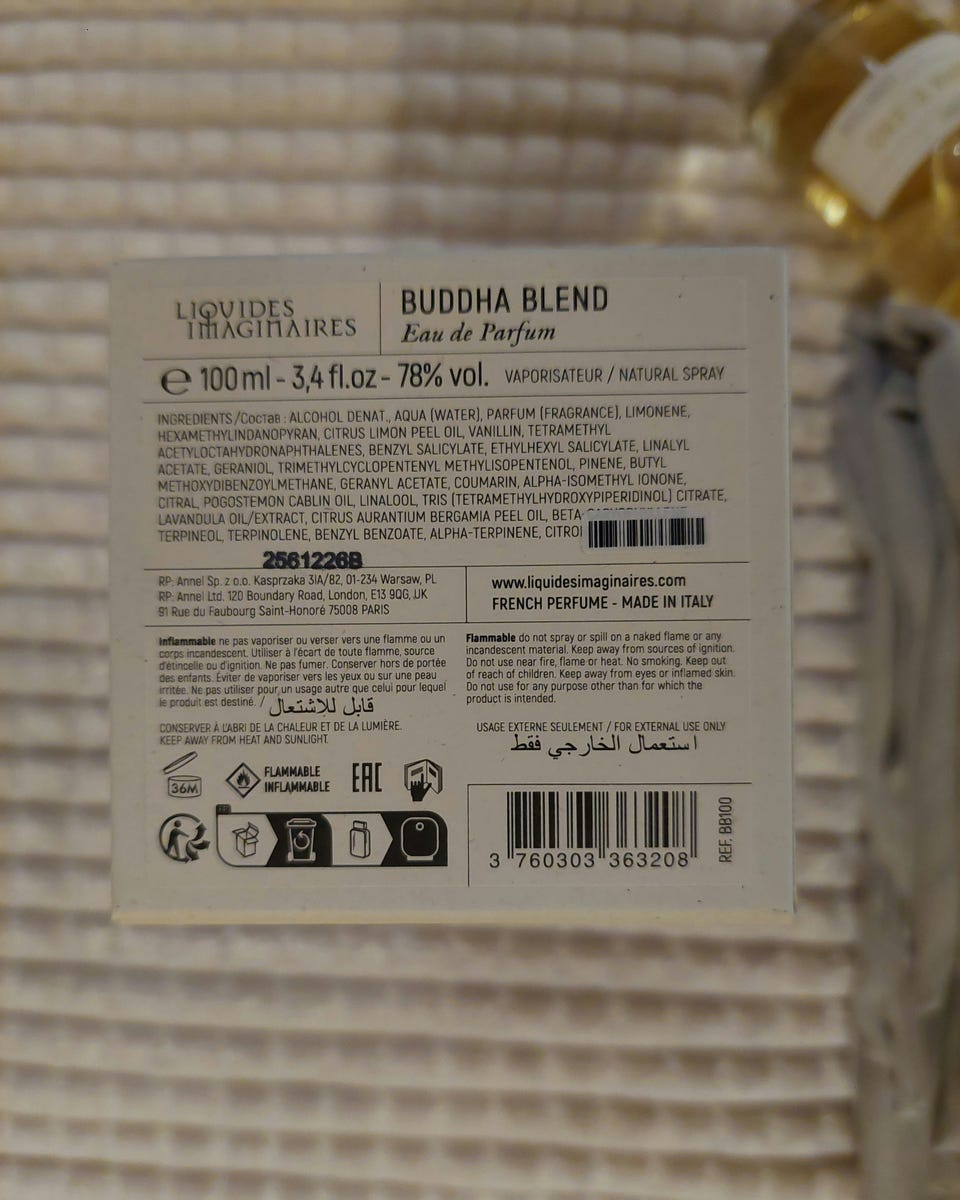 LIQUIDES
IMAGINAIRES
BUDDHA BLEND
Eau de Parfum
℮ 100ml - 3,4 fl.oz - 78% vol. VAPORISATEUR / NATURAL SPRAY
INGREDIENTS/Состав : ALCOHOL DENAT., AQUA (WATER), PARFUM (FRAGRANCE), LIMONENE,
HEXAMETHYLINDANOPYRAN, CITRUS LIMON PEEL OIL, VANILLIN, TETRAMETHYL
ACETYLOCTAHYDRONAPHTHALENES, BENZYL SALICYLATE, ETHYLHEXYL SALICYLATE, LINALYL
ACETATE, GERANIOL, TRIMETHYLCYCLOPENTENYL METHYLISOPENTENOL, PINENE, BUTYL
METHOXYDIBENZOYLMETHANE, GERANYL ACETATE, COUMARIN, ALPHA-ISOMETHYL IONONE,
CITRAL, POGOSTEMON CABLIN OIL, LINALOOL, TRIS (TETRAMETHYLHYDROXYPIPERIDINOL) CITRATE,
LAVANDULA OIL/EXTRACT, CITRUS AURANTIUM BERGAMIA PEEL OIL, BETA-
TERPINEOL, TERPINOLENE, BENZYL BENZOATE, ALPHA-TERPINENE,
2561226B
RP: Annel Sp. z o.o. Kasprzaka 31A/82, 01-234 Warsaw, PL
RP: Annel Ltd. 120 Boundary Road, London, E13 9QG, UK
91 Rue du Faubourg Saint-Honoré 75008 PARIS
www.liquidesimaginaires.com
FRENCH PERFUME - MADE IN ITALY
Inflammable ne pas vaporiser ou verser vers une flamme ou un
corps incandescent. Utiliser à l'écart de toute flamme, source
d'étincelle ou d'ignition. Ne pas fumer. Conserver hors de portée
des enfants. Éviter de vaporiser vers les yeux ou sur une peau
irritée. Ne pas utiliser pour un usage autre que celui pour lequel
le produit est destiné. / قابل للاشتعال
CONSERVER À L'ABRI DE LA CHALEUR ET DE LA LUMIÈRE.
KEEP AWAY FROM HEAT AND SUNLIGHT.
Flammable do not spray or spill on a naked flame or any
incandescent material. Keep away from sources of ignition.
Do not use near fire, flame or heat. No smoking. Keep out
of reach of children. Keep away from eyes or inflamed skin.
Do not use for any purpose other than for which the
product is intended.
USAGE EXTERNE SEULEMENT / FOR EXTERNAL USE ONLY
استعمال الخارجي فقط
36M
FLAMMABLE
INFLAMMABLE
EAC
3 760303 363208
REF. BB100